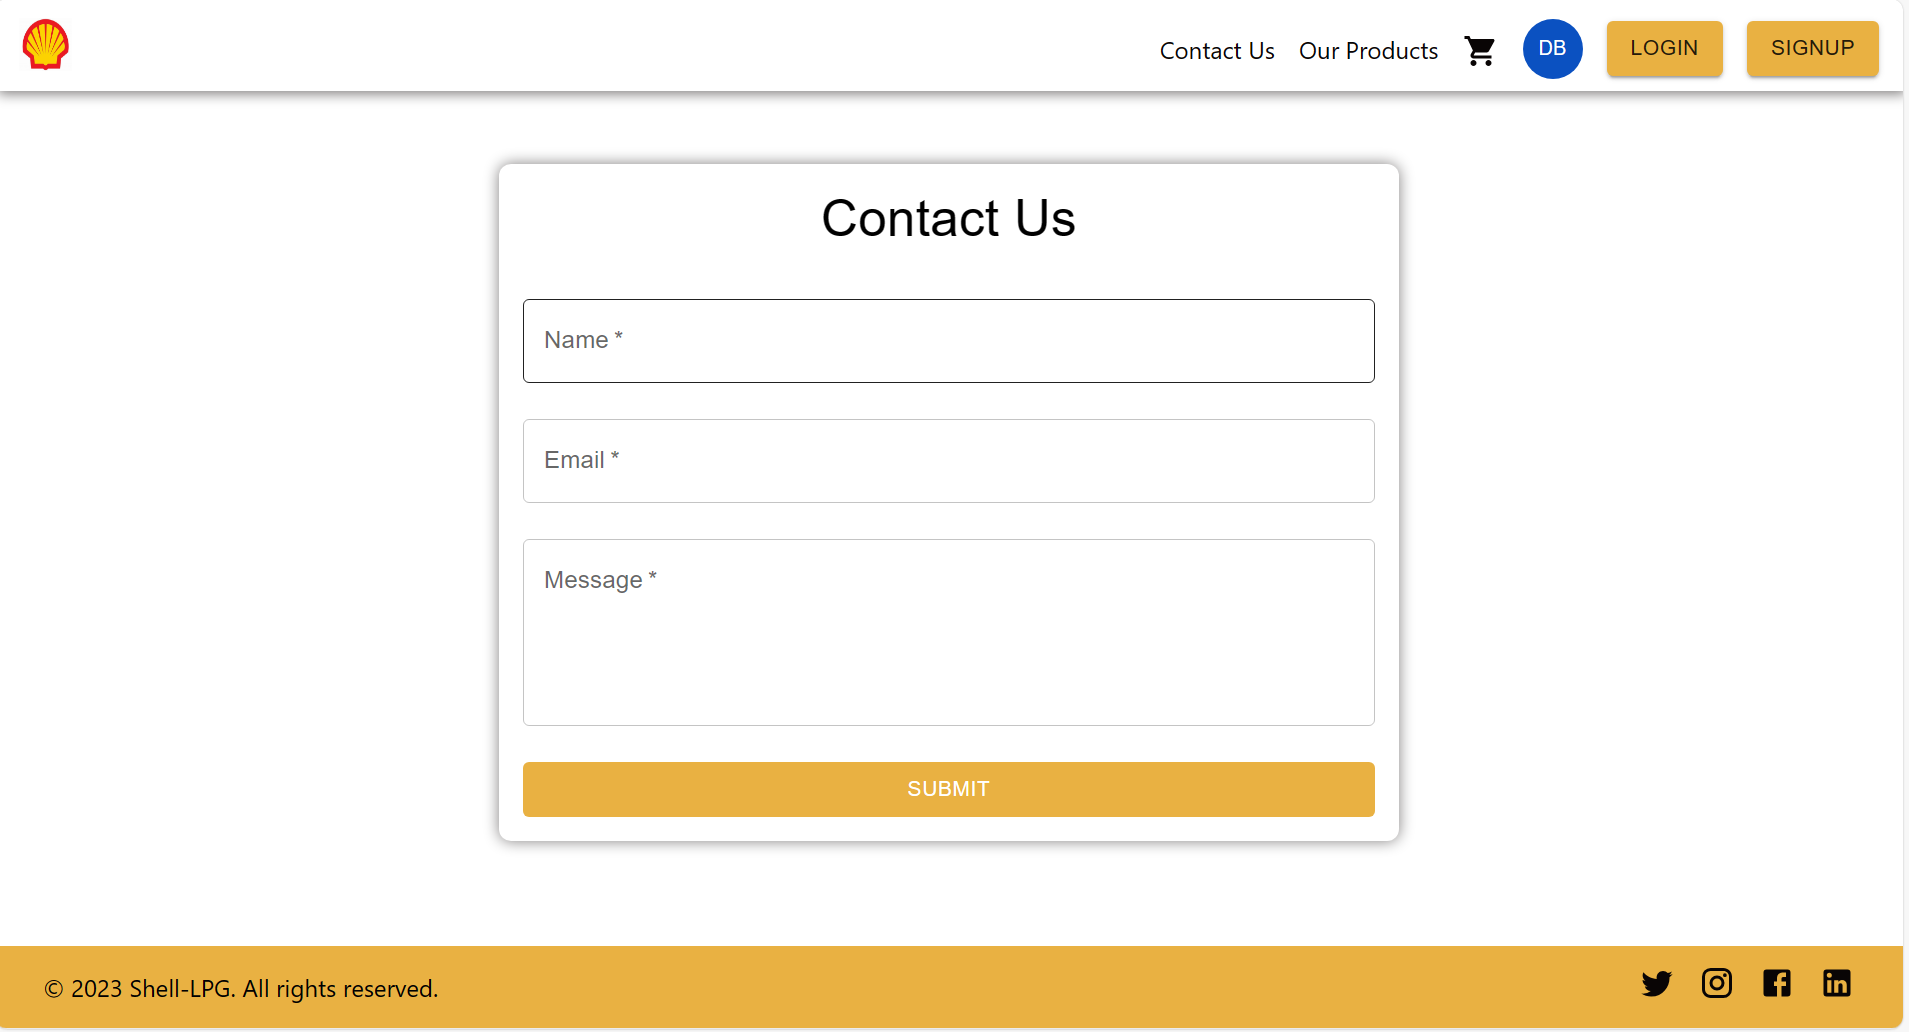 Contact Us Our Products DB LOGIN SIGNUP
Contact Us
Name *
Email *
Message *
SUBMIT
© 2023 Shell-LPG. All rights reserved.